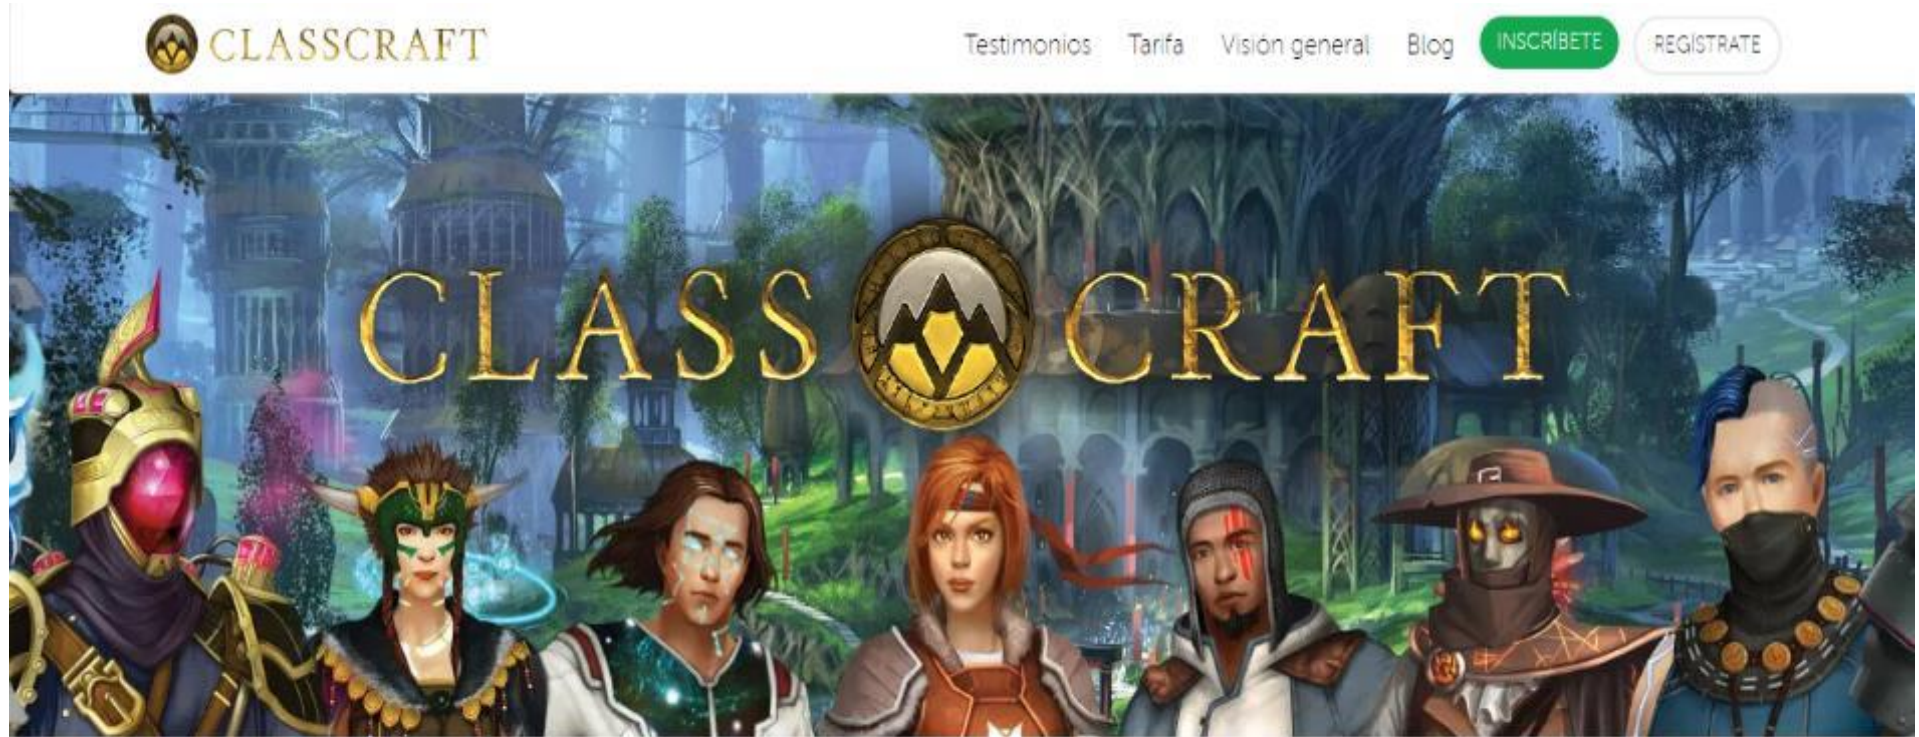 CLASSCRAFT
Testimonios Tarifa Visión general Blog INSCRÍBETE REGÍSTRATE
CLASS CRAFT